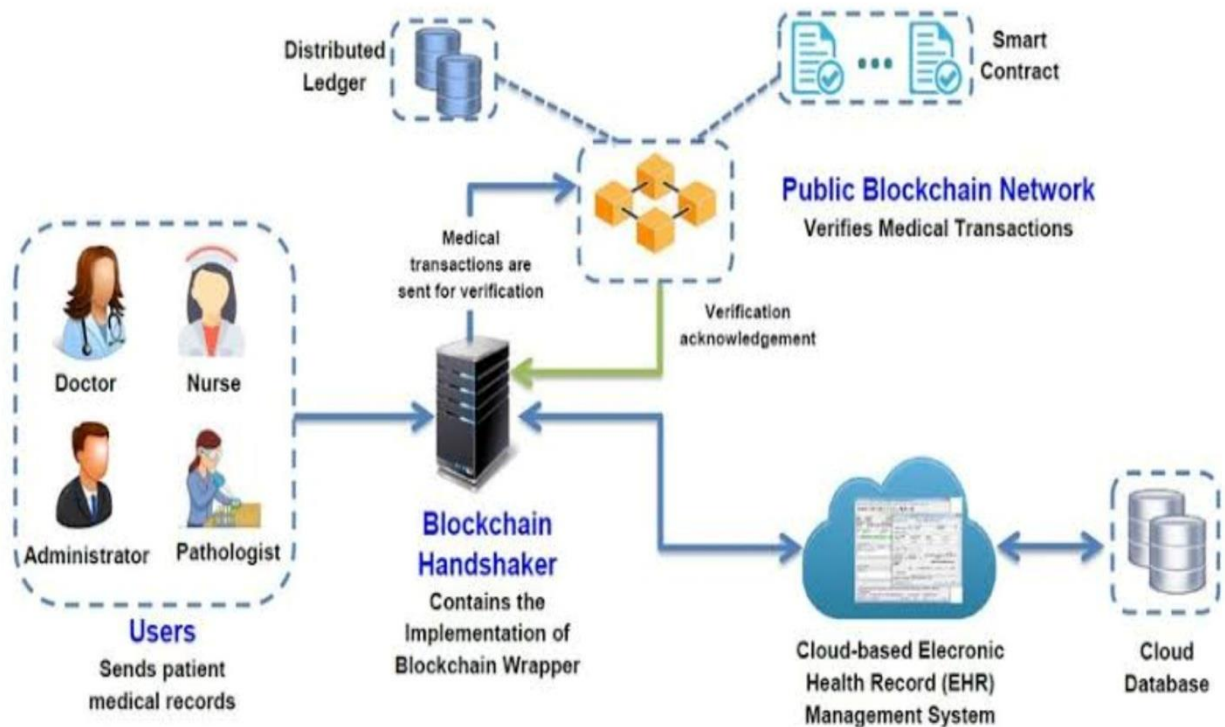 Distributed
Ledger
Smart
Contract
Public Blockchain Network
Verifies Medical Transactions
Medical
transactions are
sent for verification
Verification
acknowledgement
Doctor
Nurse
Administrator
Pathologist
Users
Sends patient
medical records
Blockchain
Handshaker
Contains the
Implementation of
Blockchain Wrapper
Cloud-based Elecronic
Health Record (EHR)
Management System
Cloud
Database